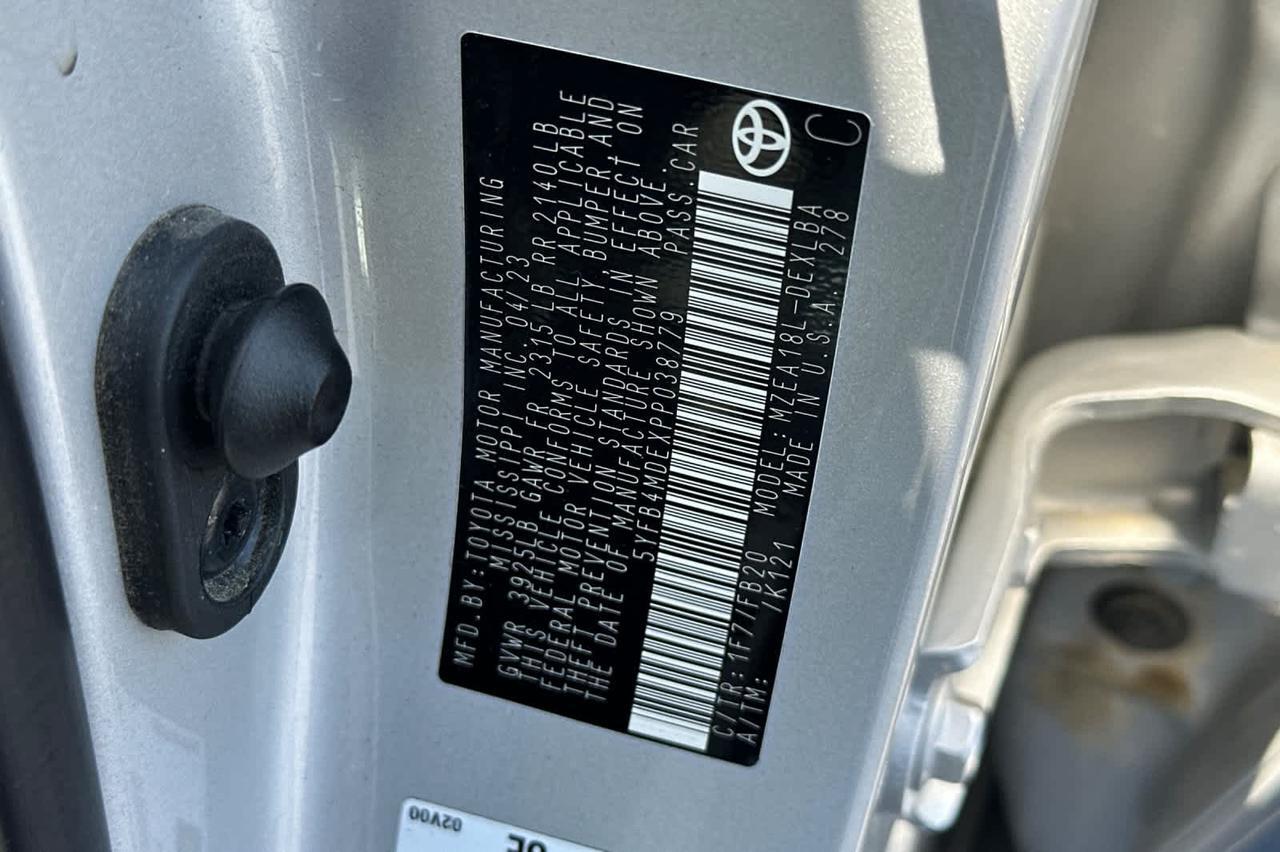 MFD.BY:TOYOTA MOTOR MANUFACTURING
MISSISSIPPI INC. 04/23
GVWR 3925LB GAWR FR 2315 LB RR 2140LB
THIS VEHICLE CONFORMS TO ALL APPLICABLE
FEDERAL MOTOR VEHICLE SAFETY, BUMPER, AND
THEFT PREVENTION STANDARDS IN EFFECT ON
THE DATE OF MANUFACTURE SHOWN ABOVE.
5YFB4MDEXPP038779 PASS.CAR
C/TR: 1F7/FB20 MODEL: MZEA18L-DEXLBA
A/TM: /K121 MADE IN U.S.A. 278
C
02V00